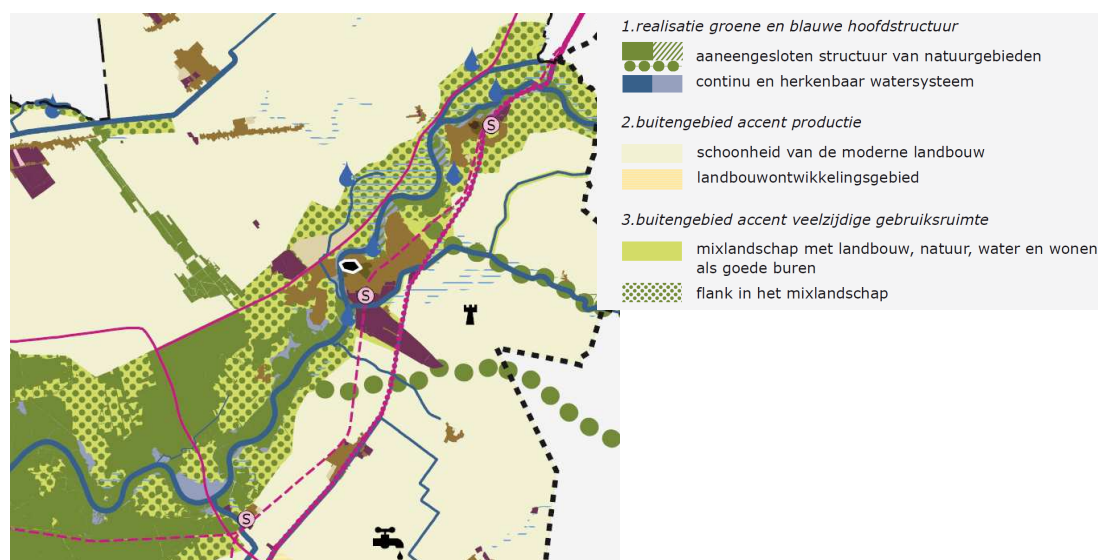 1.realisatie groene en blauwe hoofdstructuur
aaneengesloten structuur van natuurgebieden
continu en herkenbaar watersysteem
2.buitengebied accent productie
schoonheid van de moderne landbouw
landbouwontwikkelingsgebied
3.buitengebied accent veelzijdige gebruiksruimte
mixlandschap met landbouw, natuur, water en wonen
als goede buren
flank in het mixlandschap
S
S
S